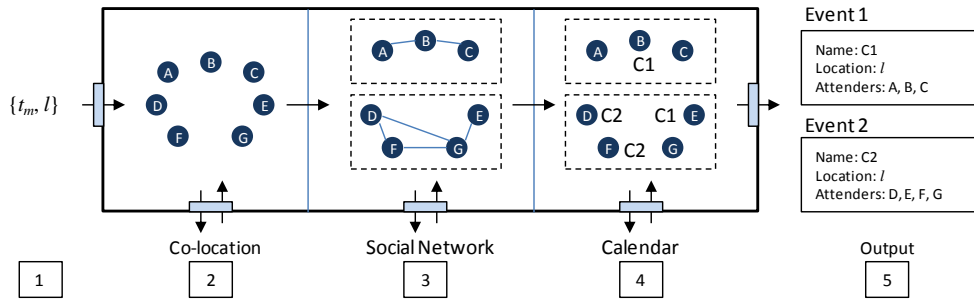 {tm, l}
A
B
C
D
E
F
G
A
B
C
D
E
F
G
A
B
C
C1
D
C2
C1
E
F
C2
G
Event 1
Name: C1
Location: l
Attenders: A, B, C
Event 2
Name: C2
Location: l
Attenders: D, E, F, G
Co-location
Social Network
Calendar
Output
1
2
3
4
5